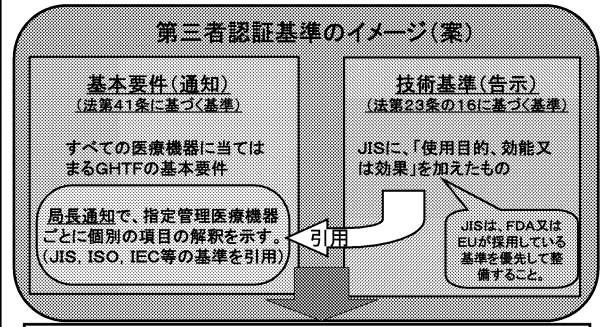 第三者認証基準のイメージ(案)
基本要件(通知)
(法第41条に基づく基準)
すべての医療機器に当ては
まるGHTFの基本要件
局長通知で、指定管理医療機器
ごとに個別の項目の解釈を示す。
(JIS, ISO, IEC等の基準を引用)
引用
技術基準(告示)
(法第23条の16に基づく基準)
JISに、「使用目的、効能又
は効果」を加えたもの
JISは、FDA又は
EUが採用している
基準を優先して整
備すること。